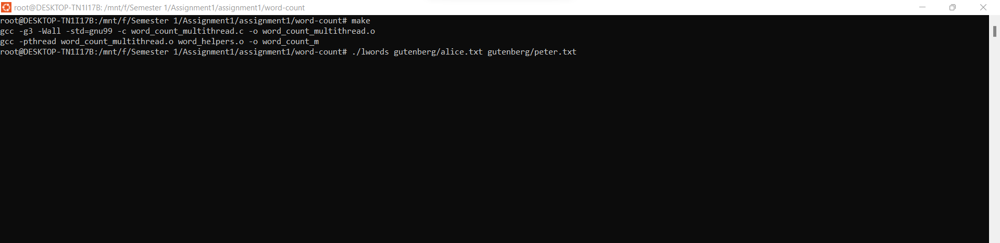 root@DESKTOP-TN1I17B: /mnt/f/Semester 1/Assignment1/assignment1/word-count
root@DESKTOP-TN1I17B:/mnt/f/Semester 1/Assignment1/assignment1/word-count# make
gcc -g3 -Wall -std=gnu99 -c word_count_multithread.c -o word_count_multithread.o
gcc -pthread word_count_multithread.o word_helpers.o -o word_count_m
root@DESKTOP-TN1I17B:/mnt/f/Semester 1/Assignment1/assignment1/word-count# ./lwords gutenberg/alice.txt gutenberg/peter.txt